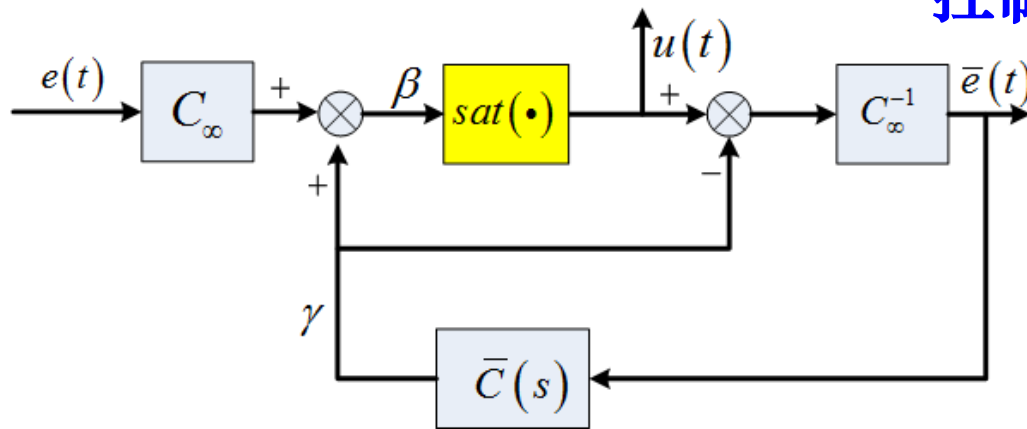 u(t)
e(t) + β + ē(t)
C∞ sat(•) C∞⁻¹
+ −
γ
C̄(s)